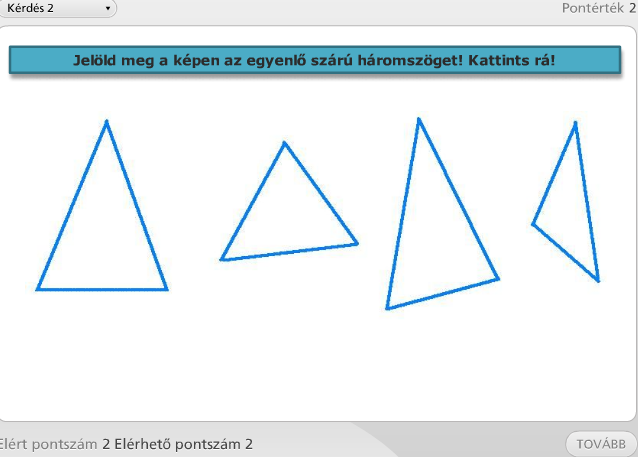 Kérdés 2
Pontérték 2
Jelöld meg a képen az egyenlő szárú háromszöget! Kattints rá!
Elért pontszám 2 Elérhető pontszám 2
TOVÁBB